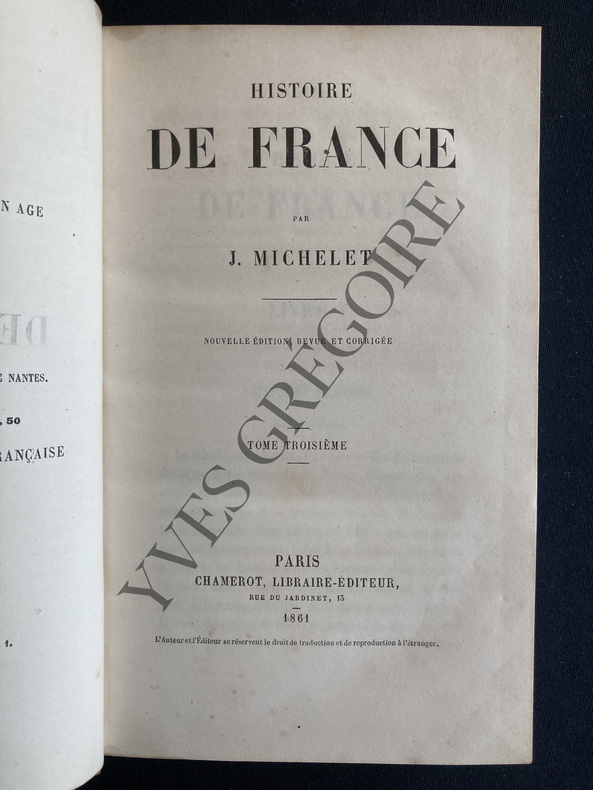 N AGE
DE
E NANTES.
. 50
RANÇAISE
1.
HISTOIRE
DE FRANCE
PAR
J. MICHELET
NOUVELLE ÉDITION, REVUE ET CORRIGÉE
TOME TROISIÈME
PARIS
CHAMEROT, LIBRAIRE-ÉDITEUR,
RUE DU JARDINET, 13
1861
L'Auteur et l'Éditeur se réservent le droit de traduction et de reproduction à l'étranger.
YVES GRÉGOIRE